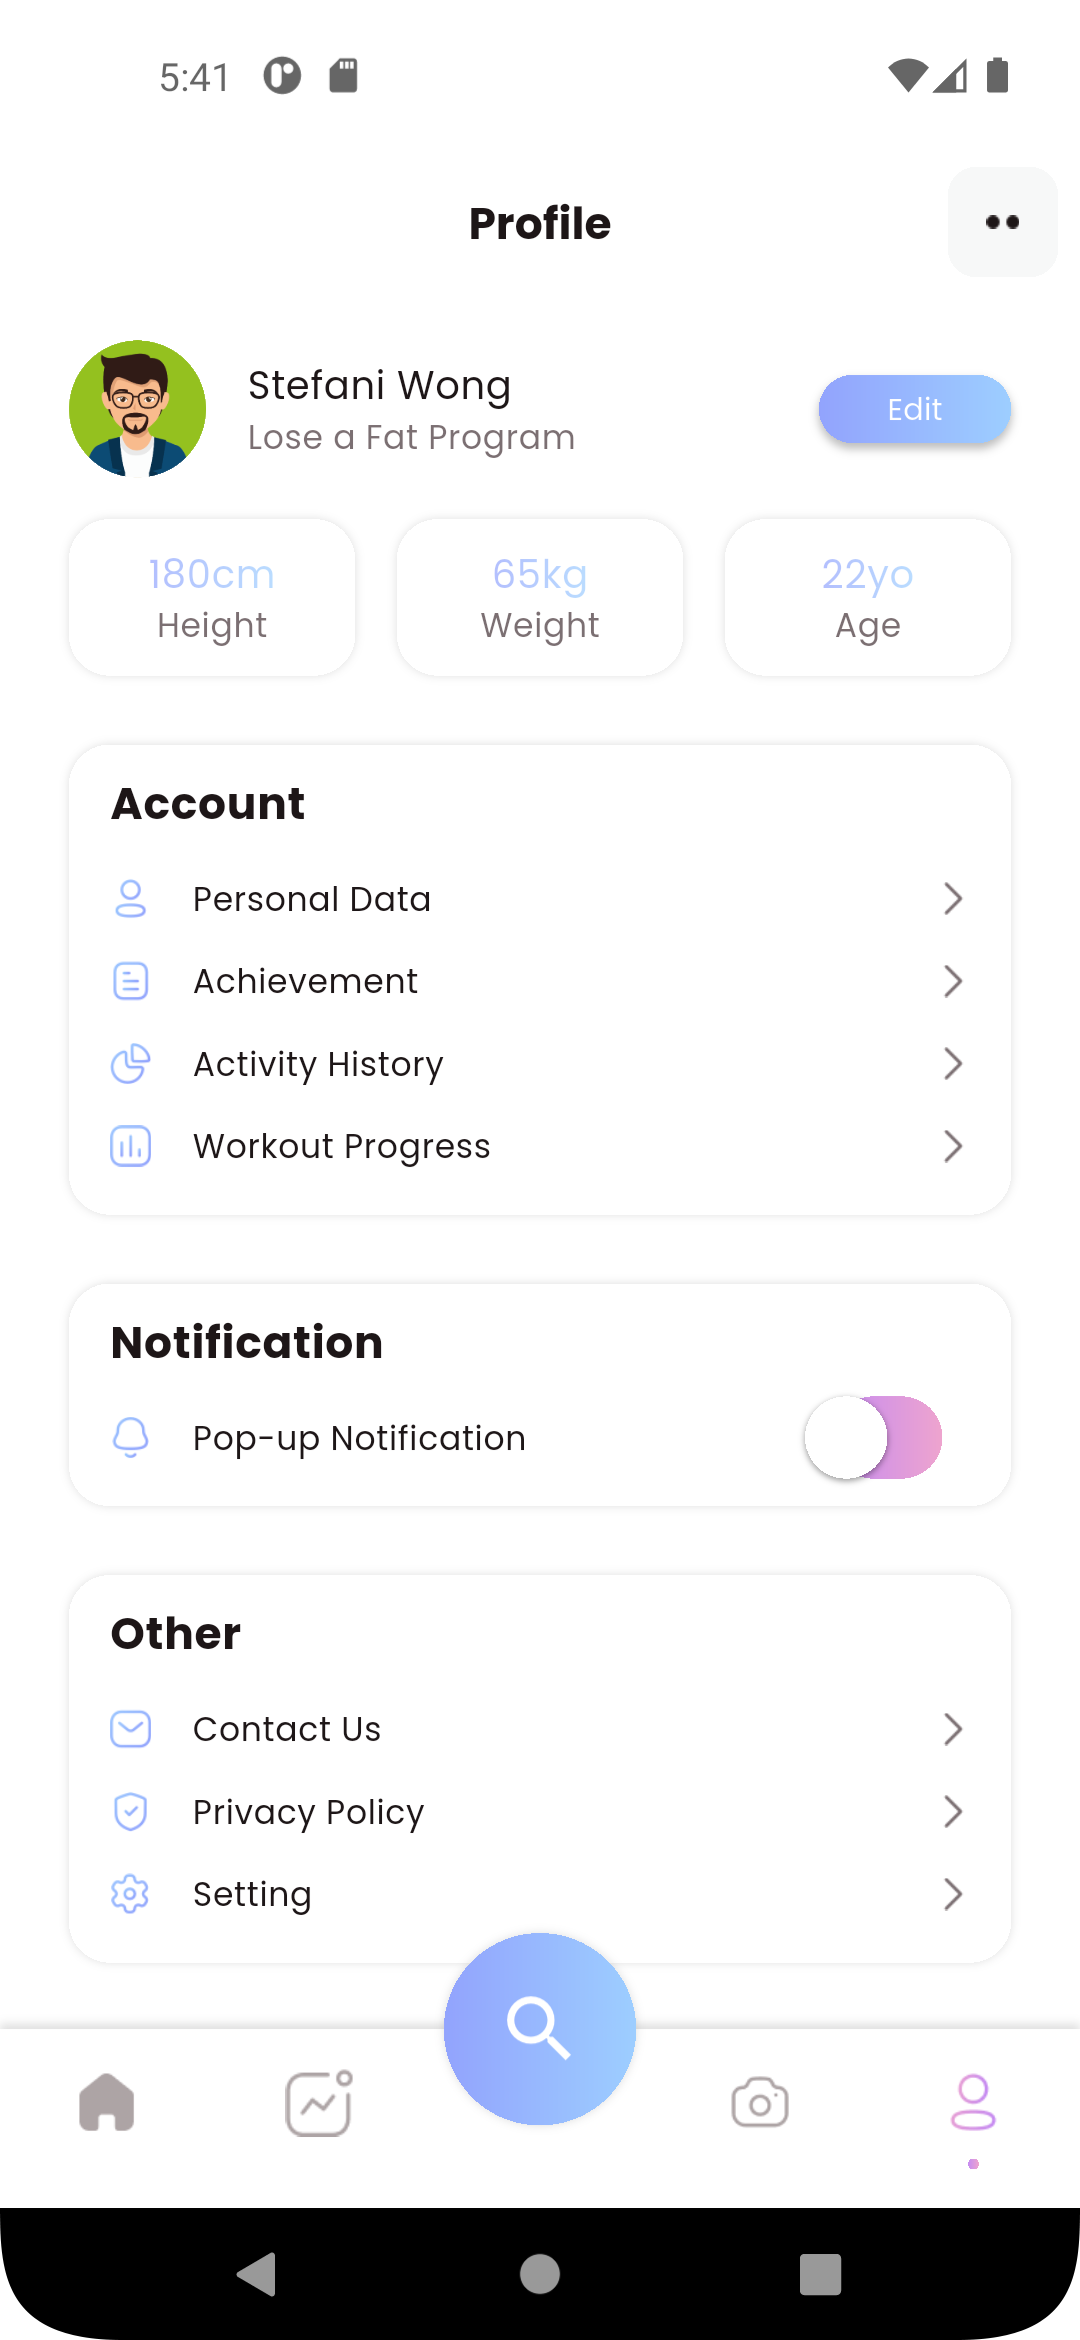 5:41
Profile
Stefani Wong
Lose a Fat Program
Edit
180cm
Height
65kg
Weight
22yo
Age
Account
Personal Data
Achievement
Activity History
Workout Progress
Notification
Pop-up Notification
Other
Contact Us
Privacy Policy
Setting